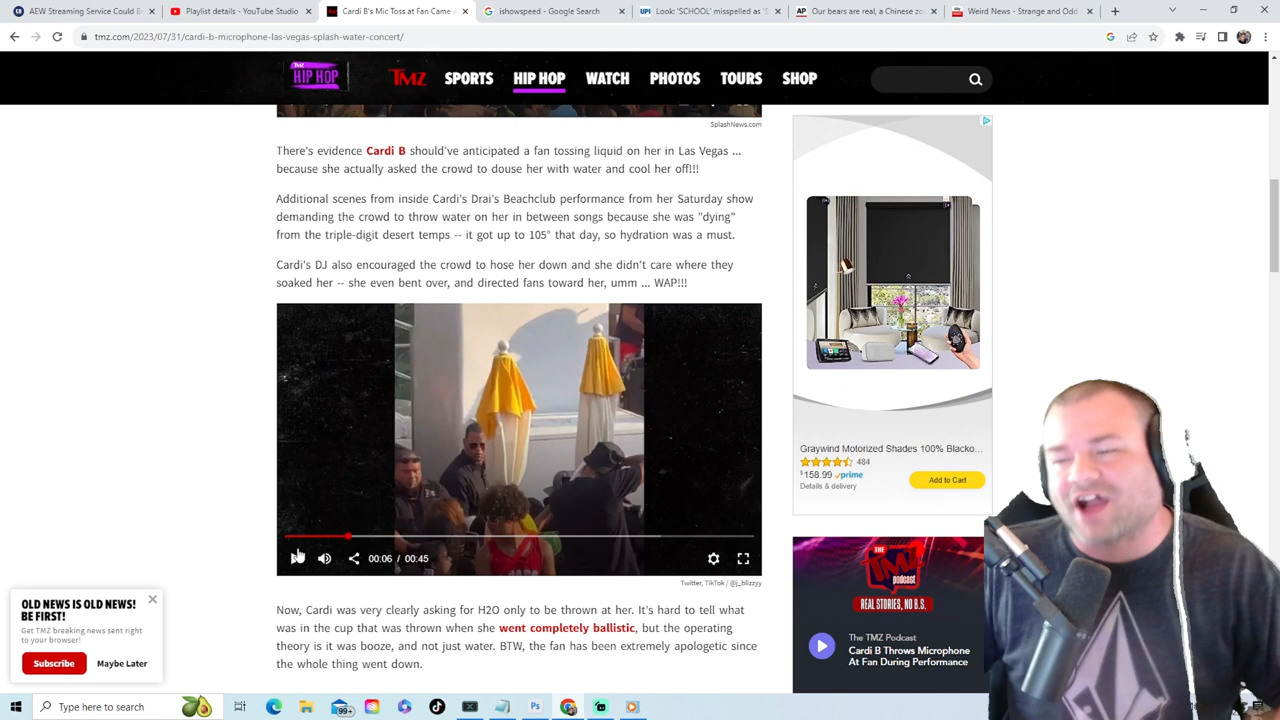 AEW Streaming Service Could B
Playlist details - YouTube Studio
Cardi B's Mic Toss at Fan Came A
ishowspeed - Google Search
Look: 'SCHOOL' misspelled as 'S
Our bears are real, a Chinese zo
Weird News - Strange and Odd
tmz.com/2023/07/31/cardi-b-microphone-las-vegas-splash-water-concert/
TMZ
HIP HOP
TMZ SPORTS HIP HOP WATCH PHOTOS TOURS SHOP
SplashNews.com
There's evidence Cardi B should've anticipated a fan tossing liquid on her in Las Vegas ...
because she actually asked the crowd to douse her with water and cool her off!!!
Additional scenes from inside Cardi's Drai's Beachclub performance from her Saturday show
demanding the crowd to throw water on her in between songs because she was "dying"
from the triple-digit desert temps -- it got up to 105° that day, so hydration was a must.
Cardi's DJ also encouraged the crowd to hose her down and she didn't care where they
soaked her -- she even bent over, and directed fans toward her, umm ... WAP!!!
00:06 / 00:45
Twitter, TikTok / @j_blizzyy
Now, Cardi was very clearly asking for H2O only to be thrown at her. It's hard to tell what
was in the cup that was thrown when she went completely ballistic, but the operating
theory is it was booze, and not just water. BTW, the fan has been extremely apologetic since
the whole thing went down.
Graywind Motorized Shades 100% Blacko...
484
$158.99 prime
Details & delivery
Add to Cart
THE
TMZ
PODCAST
REAL STORIES, NO B.S.
The TMZ Podcast
Cardi B Throws Microphone
At Fan During Performance
OLD NEWS IS OLD NEWS!
BE FIRST!
Get TMZ breaking news sent right
to your browser!
Subscribe
Maybe Later
Type here to search
99+